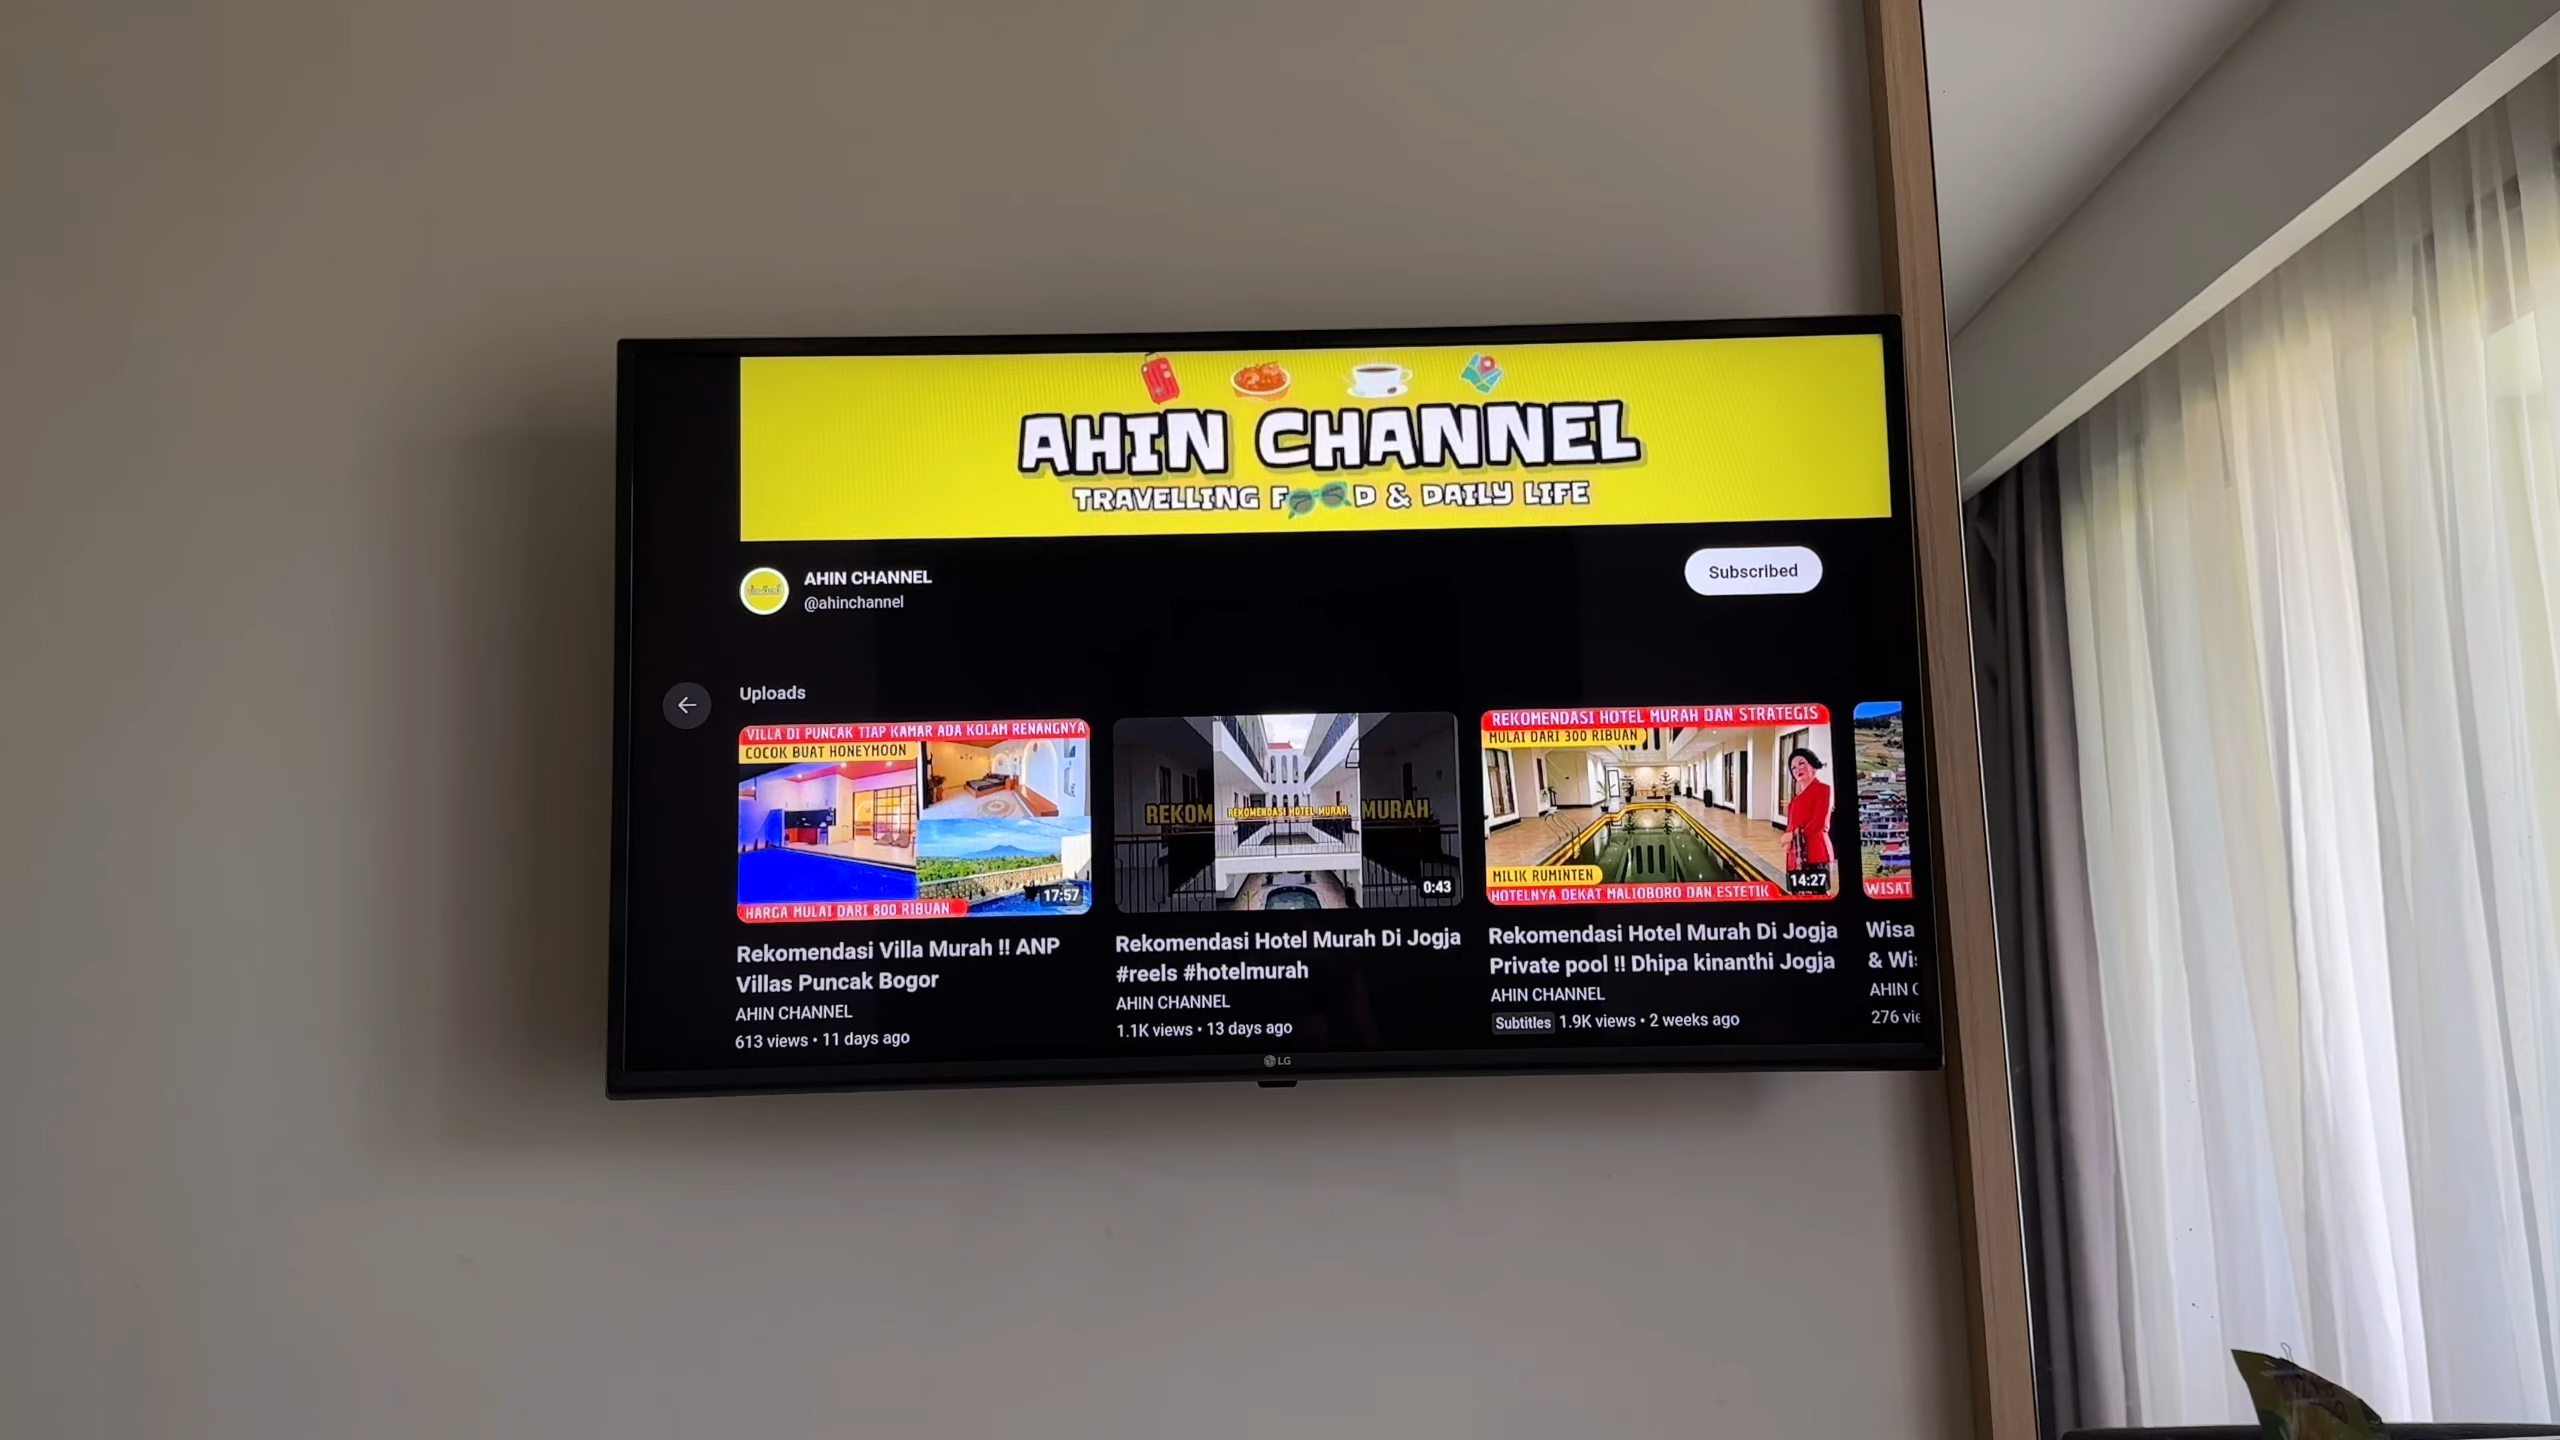 AHIN CHANNEL
TRAVELLING FOOD & DAILY LIFE
AHIN CHANNEL
@ahinchannel
Subscribed
Uploads
VILLA DI PUNCAK TIAP KAMAR ADA KOLAM RENANGNYA
COCOK BUAT HONEYMOON
HARGA MULAI DARI 800 RIBUAN
17:57
Rekomendasi Villa Murah !! ANP
Villas Puncak Bogor
AHIN CHANNEL
613 views • 11 days ago
REKOM
REKOMENDASI HOTEL MURAH
MURAH
0:43
Rekomendasi Hotel Murah Di Jogja
#reels #hotelmurah
AHIN CHANNEL
1.1K views • 13 days ago
REKOMENDASI HOTEL MURAH DAN STRATEGIS
MULAI DARI 300 RIBUAN
MILIK RUMINTEN
HOTELNYA DEKAT MALIOBORO DAN ESTETIK
14:27
Rekomendasi Hotel Murah Di Jogja
Private pool !! Dhipa kinanthi Jogja
AHIN CHANNEL
Subtitles 1.9K views • 2 weeks ago
WISAT
Wisa
& Wi
AHIN
276 vie
LG